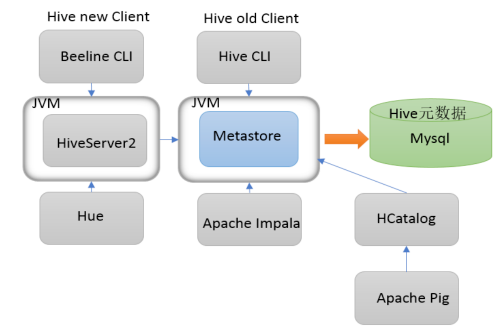 Hive new Client
Hive old Client
Beeline CLI
Hive CLI
JVM
JVM
HiveServer2
Metastore
Hive元数据
Mysql
Hue
Apache Impala
HCatalog
Apache Pig